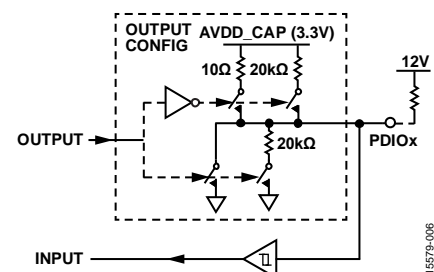 OUTPUT
CONFIG
AVDD_CAP (3.3V)
10Ω
20kΩ
12V
OUTPUT
20kΩ
PDIOx
INPUT
15579-006